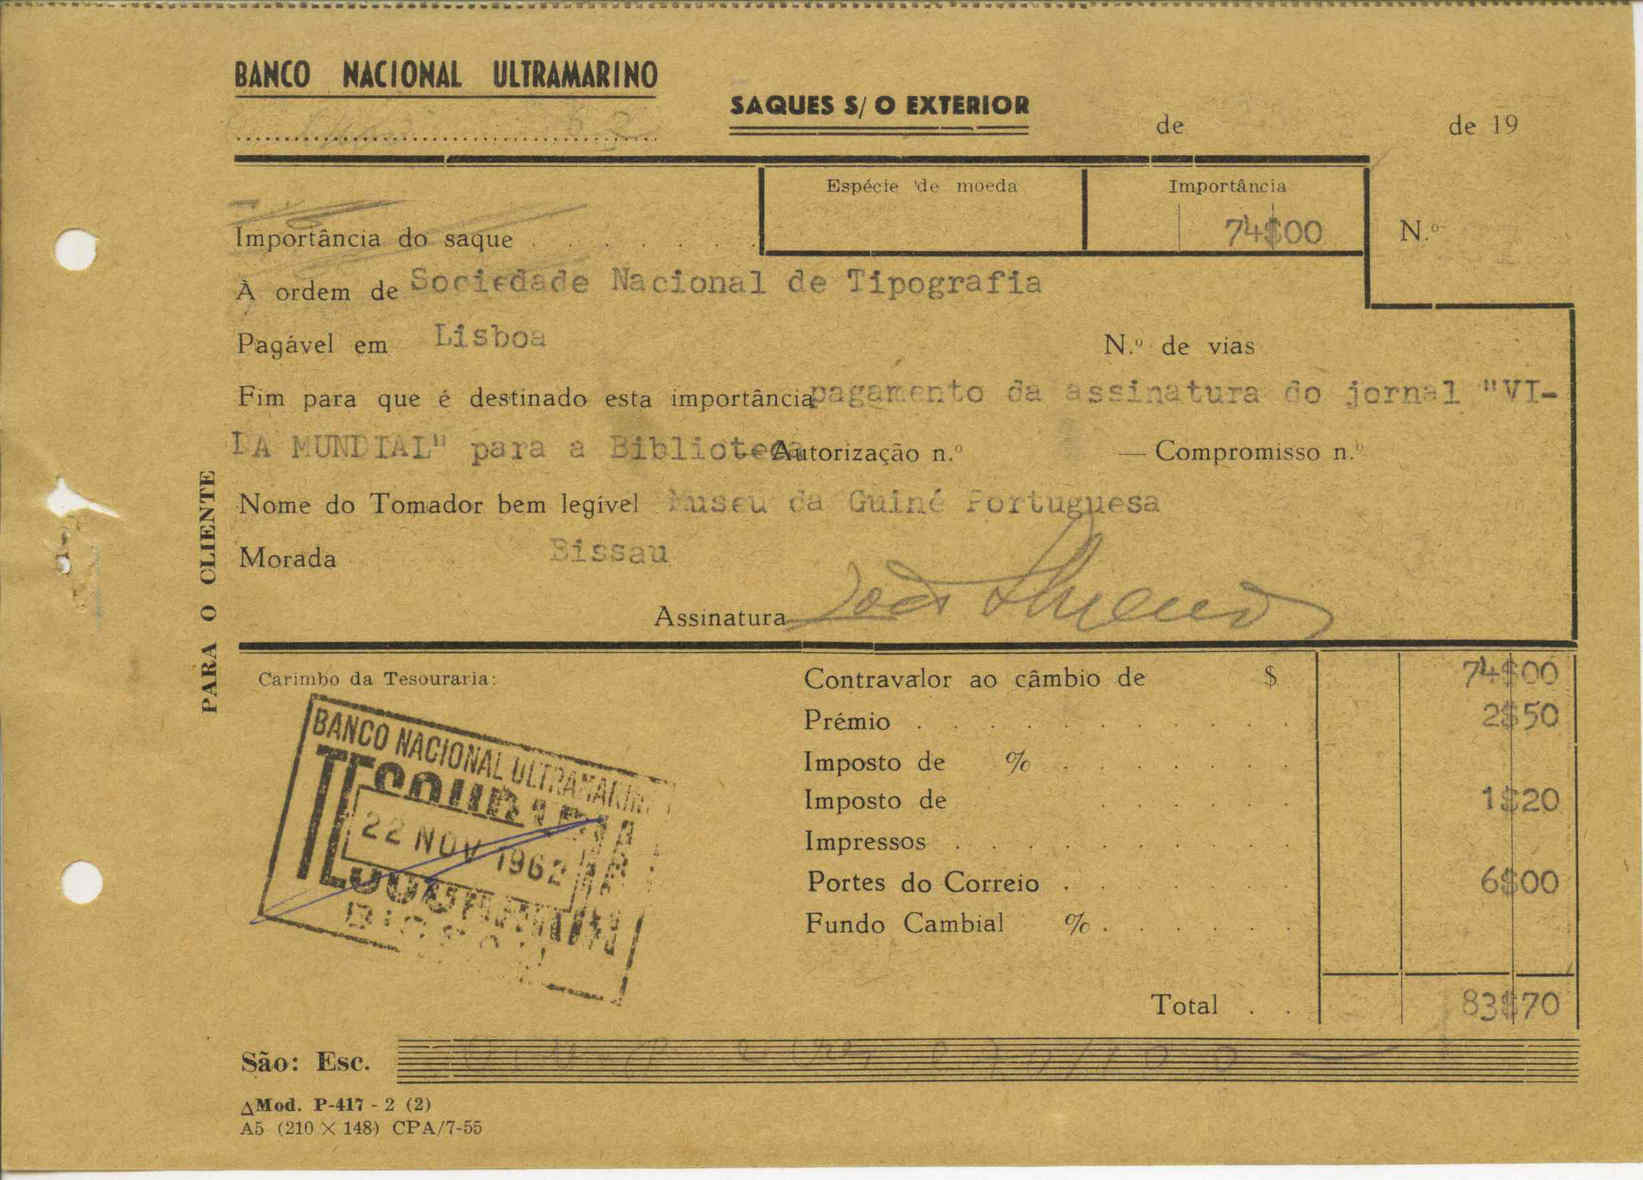 BANCO NACIONAL ULTRAMARINO
SAQUES S/ O EXTERIOR
de de 19
Espécie de moeda Importância
Importância do saque 74$00 N.º
À ordem de Sociedade Nacional de Tipografia
Pagável em Lisboa N.º de vias
Fim para que é destinado esta importância pagamento da assinatura do jornal "VI-
DA MUNDIAL" para a Biblioteca Autorização n.º — Compromisso n.º
Nome do Tomador bem legível Museu da Guiné Portuguesa
Morada Bissau
Assinatura
PARA O CLIENTE
Carimbo da Tesouraria:
BANCO NACIONAL ULTRAMARINO
TESOURARIA
22 NOV 1962
Contravalor ao câmbio de $ 74$00
Prémio 2$50
Imposto de %
Imposto de 1$20
Impressos
Portes do Correio 6$00
Fundo Cambial %
Total 83$70
São: Esc.
△Mod. P-417 - 2 (2)
A5 (210 × 148) CPA/7-55